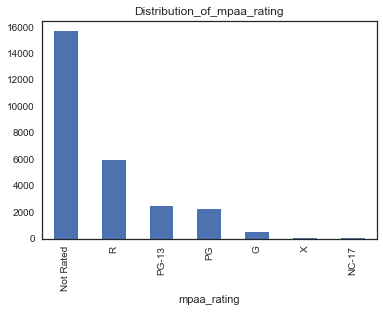 Distribution_of_mpaa_rating
16000
14000
12000
10000
8000
6000
4000
2000
0
Not Rated
R
PG-13
PG
G
X
NC-17
mpaa_rating